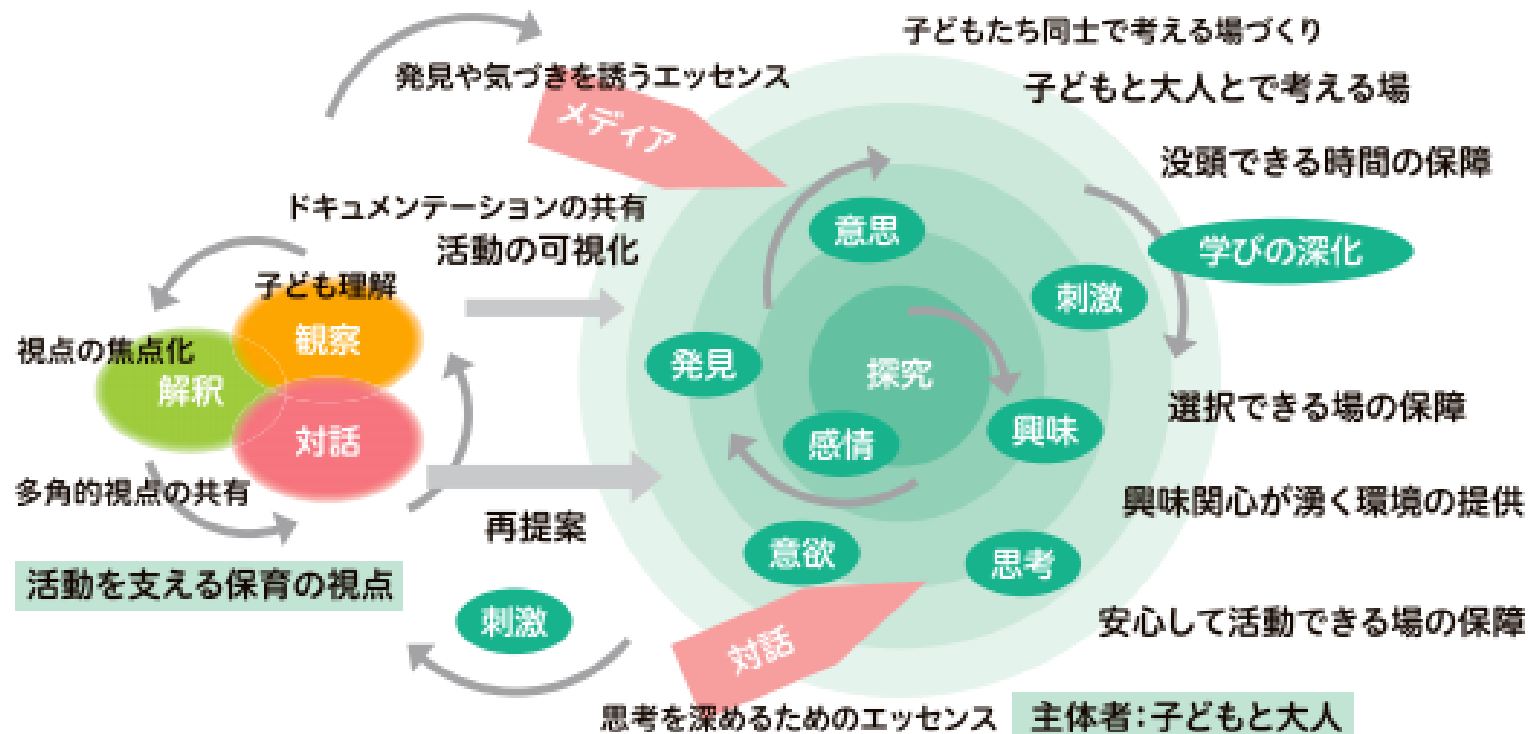 子どもたち同士で考える場づくり
発見や気づきを誘うエッセンス
子どもと大人とで考える場
メディア
没頭できる時間の保障
ドキュメンテーションの共有
活動の可視化
意思
学びの深化
子ども理解
刺激
観察
視点の焦点化
解釈
発見
探究
選択できる場の保障
対話
感情
興味
多角的視点の共有
興味関心が湧く環境の提供
再提案
意欲
思考
活動を支える保育の視点
刺激
安心して活動できる場の保障
対話
思考を深めるためのエッセンス
主体者：子どもと大人